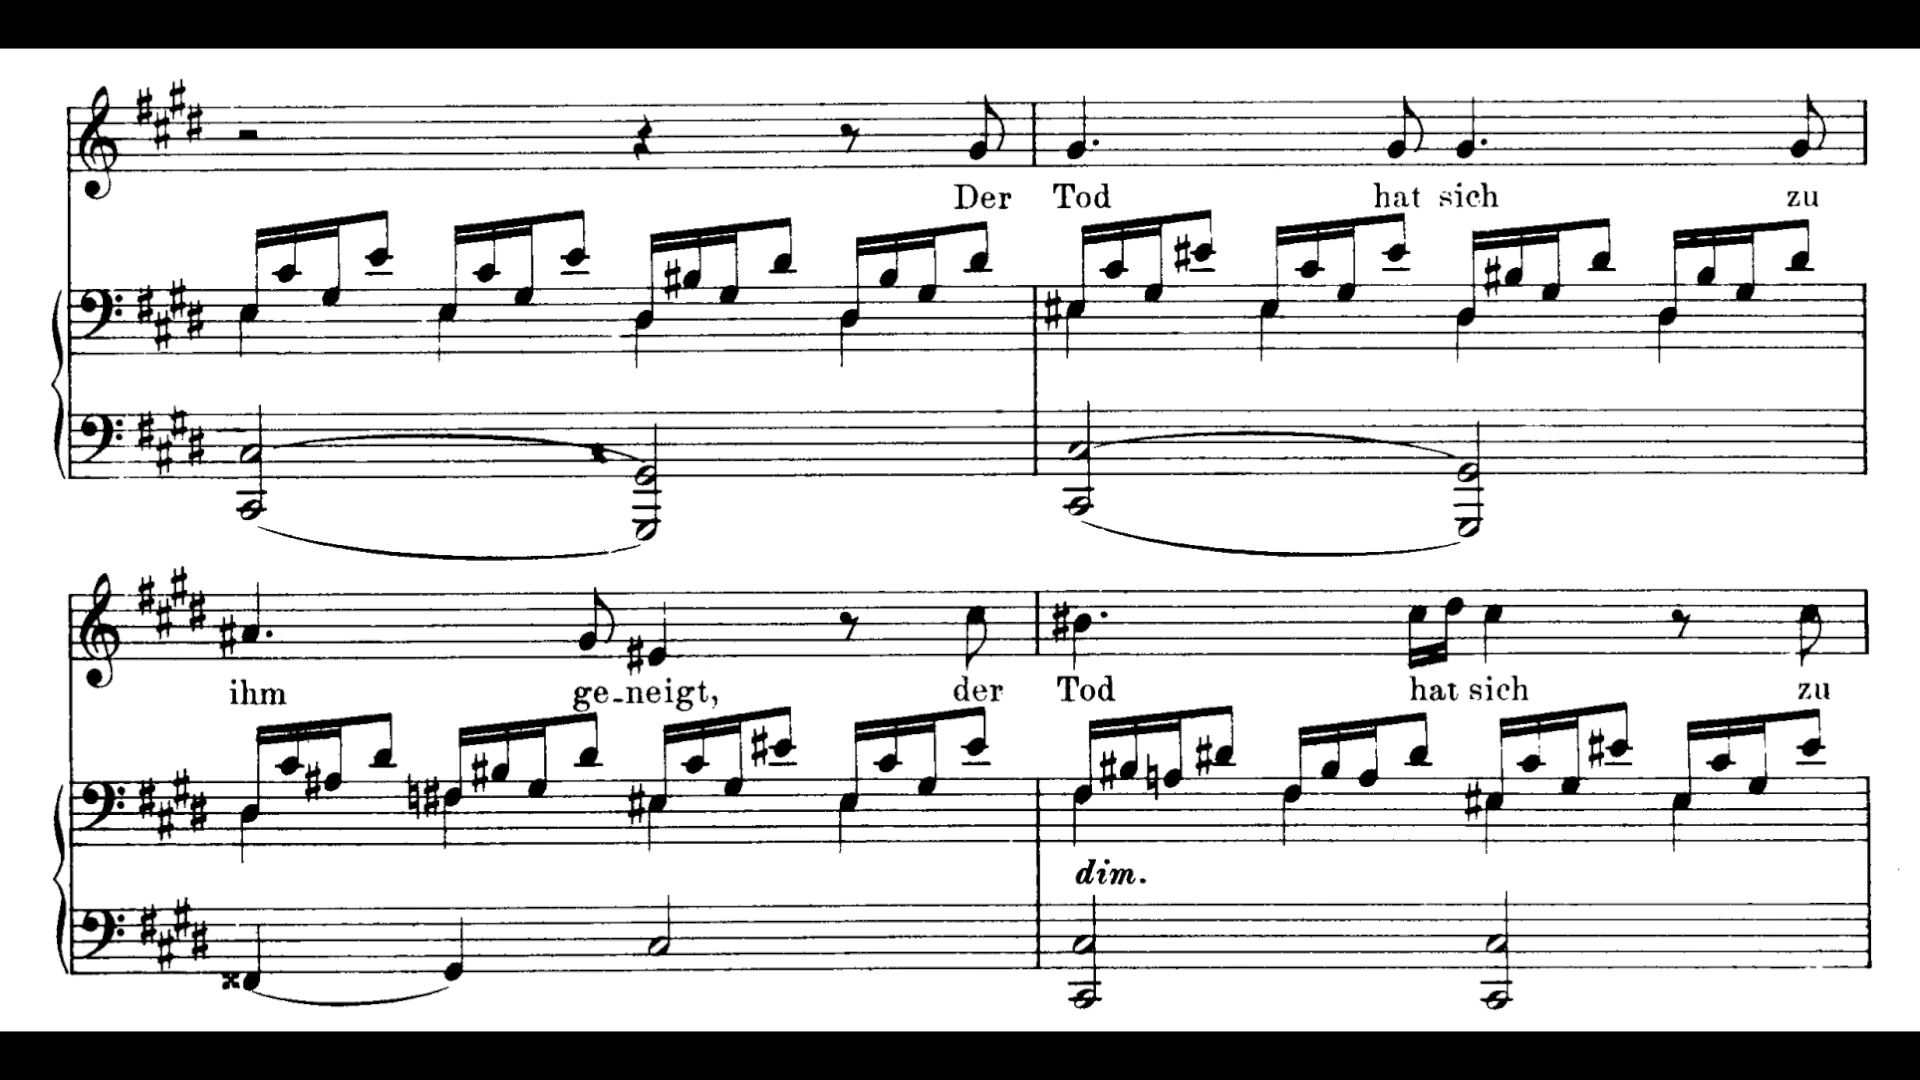 Der Tod hat sich zu
ihm ge-neigt, der Tod hat sich zu
dim.